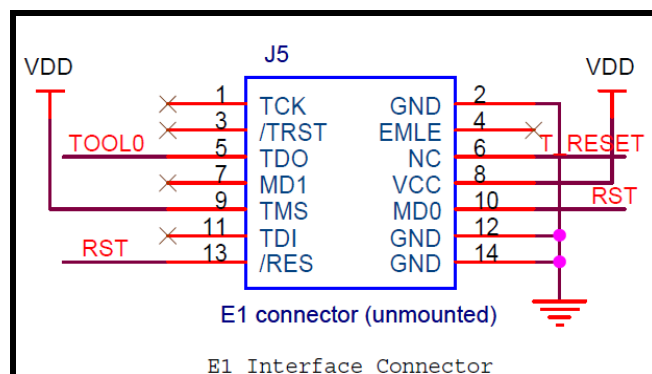 J5
VDD VDD
1 TCK GND 2
3 /TRST EMLE 4
TOOL0 5 TDO NC 6 T_RESET
7 MD1 VCC 8
9 TMS MD0 10 RST
11 TDI GND 12
RST 13 /RES GND 14
E1 connector (unmounted)
E1 Interface Connector